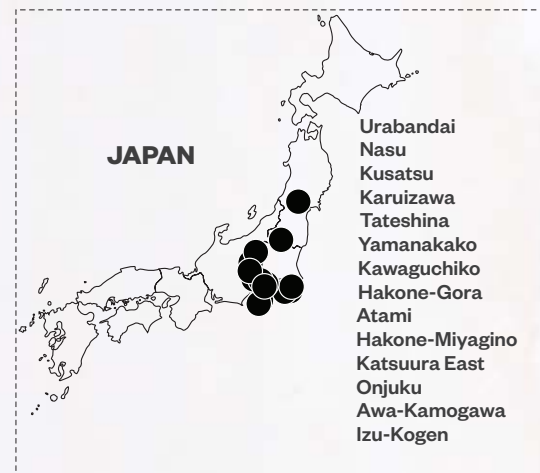 JAPAN
Urabandai
Nasu
Kusatsu
Karuizawa
Tateshina
Yamanakako
Kawaguchiko
Hakone-Gora
Atami
Hakone-Miyagino
Katsuura East
Onjuku
Awa-Kamogawa
Izu-Kogen